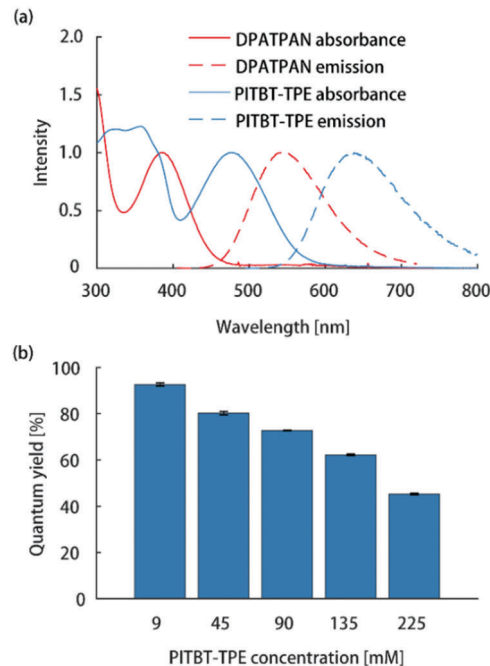 (a)
2.0
1.5
1.0
0.5
0
Intensity
DPATPAN absorbance
DPATPAN emission
PITBT-TPE absorbance
PITBT-TPE emission
300 400 500 600 700 800
Wavelength [nm]
(b)
100
80
60
40
20
0
Quantum yield [%]
9 45 90 135 225
PITBT-TPE concentration [mM]